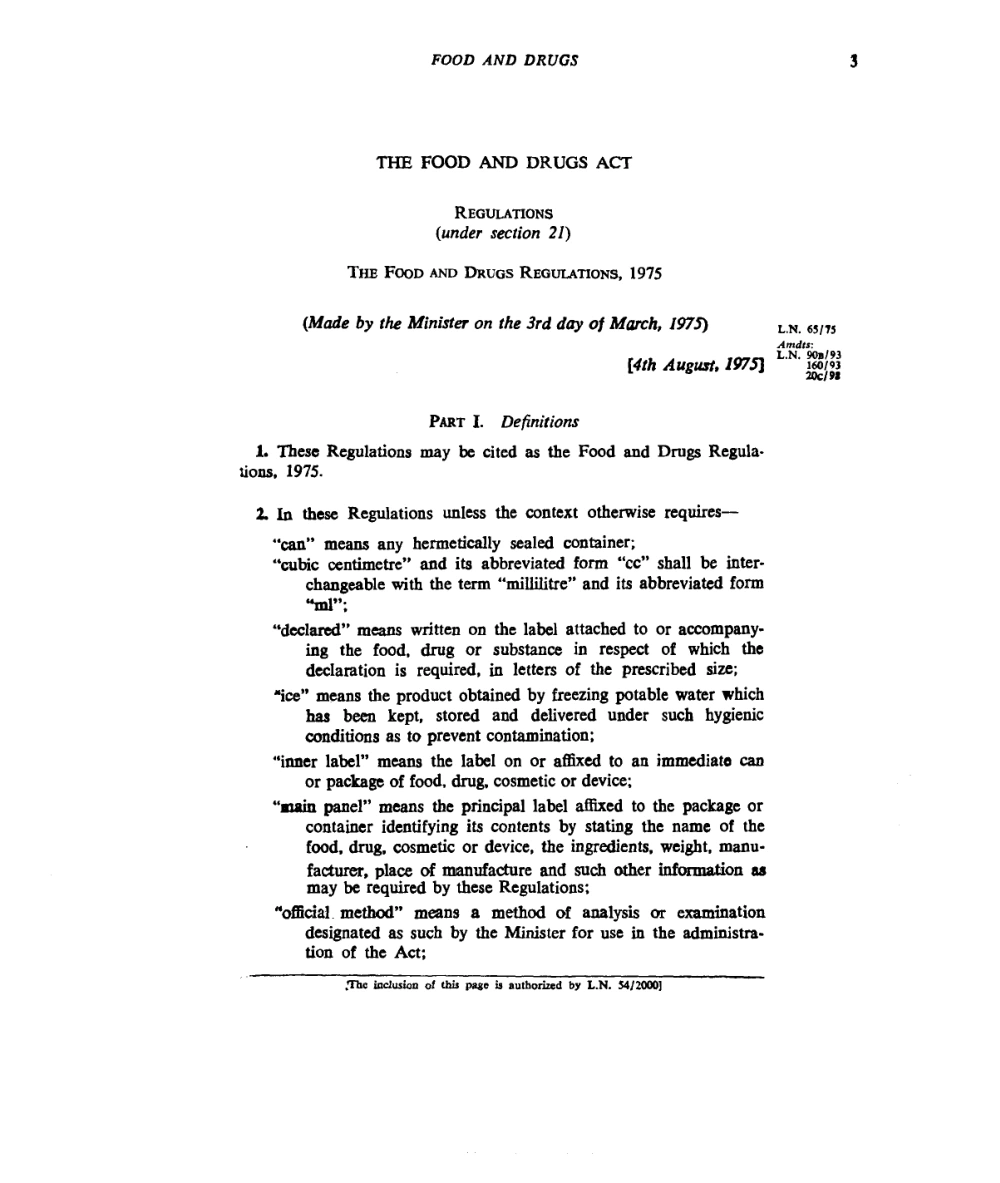 FOOD AND DRUGS 3
THE FOOD AND DRUGS ACT
REGULATIONS
(under section 21)
THE FOOD AND DRUGS REGULATIONS, 1975
(Made by the Minister on the 3rd day of March, 1975) L.N. 65/75
Amdts:
[4th August, 1975] L.N. 90B/93
160/93
20C/98
PART I. Definitions
1. These Regulations may be cited as the Food and Drugs Regula-
tions, 1975.
2. In these Regulations unless the context otherwise requires—
"can" means any hermetically sealed container;
"cubic centimetre" and its abbreviated form "cc" shall be inter-
changeable with the term "millilitre" and its abbreviated form
"ml";
"declared" means written on the label attached to or accompany-
ing the food, drug or substance in respect of which the
declaration is required, in letters of the prescribed size;
"ice" means the product obtained by freezing potable water which
has been kept, stored and delivered under such hygienic
conditions as to prevent contamination;
"inner label" means the label on or affixed to an immediate can
or package of food, drug, cosmetic or device;
"main panel" means the principal label affixed to the package or
container identifying its contents by stating the name of the
food, drug, cosmetic or device, the ingredients, weight, manu-
facturer, place of manufacture and such other information as
may be required by these Regulations;
"official method" means a method of analysis or examination
designated as such by the Minister for use in the administra-
tion of the Act;
[The inclusion of this page is authorized by L.N. 54/2000]